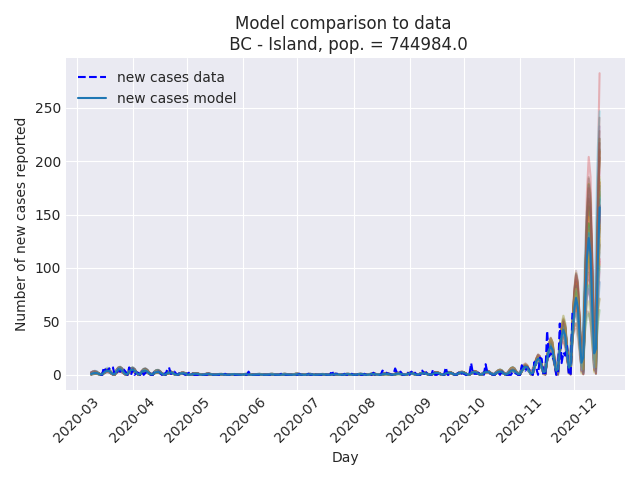 Model comparison to data
BC - Island, pop. = 744984.0
new cases data
new cases model
Number of new cases reported
250
200
150
100
50
0
2020-03
2020-04
2020-05
2020-06
2020-07
2020-08
2020-09
2020-10
2020-11
2020-12
Day